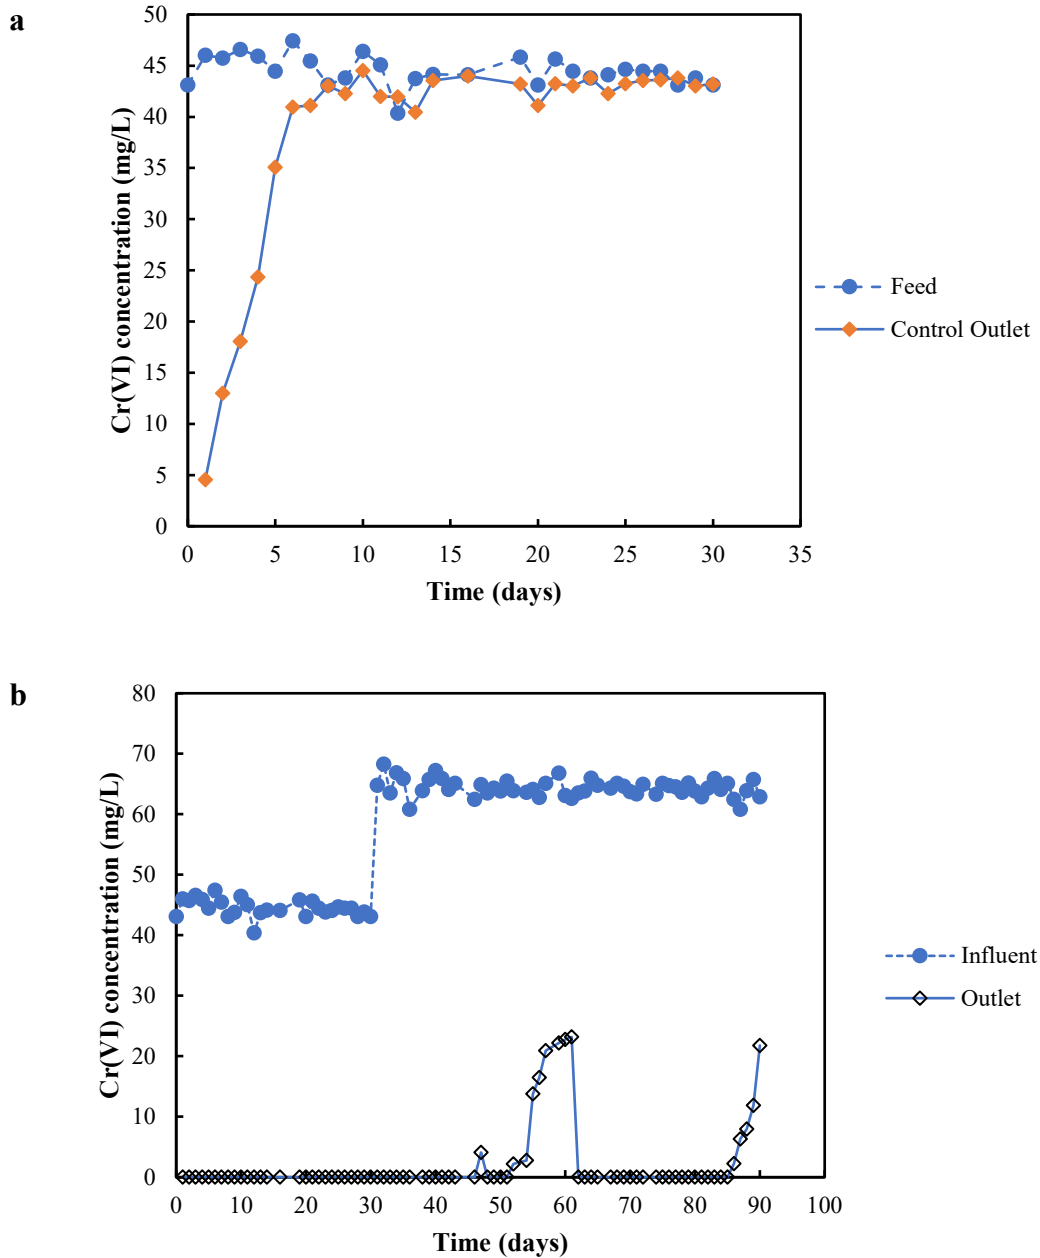 a
50
45
40
35
30
25
20
15
10
5
0
Cr(VI) concentration (mg/L)
0 5 10 15 20 25 30 35
Time (days)
Feed
Control Outlet
b
80
70
60
50
40
30
20
10
0
Cr(VI) concentration (mg/L)
0 10 20 30 40 50 60 70 80 90 100
Time (days)
Influent
Outlet